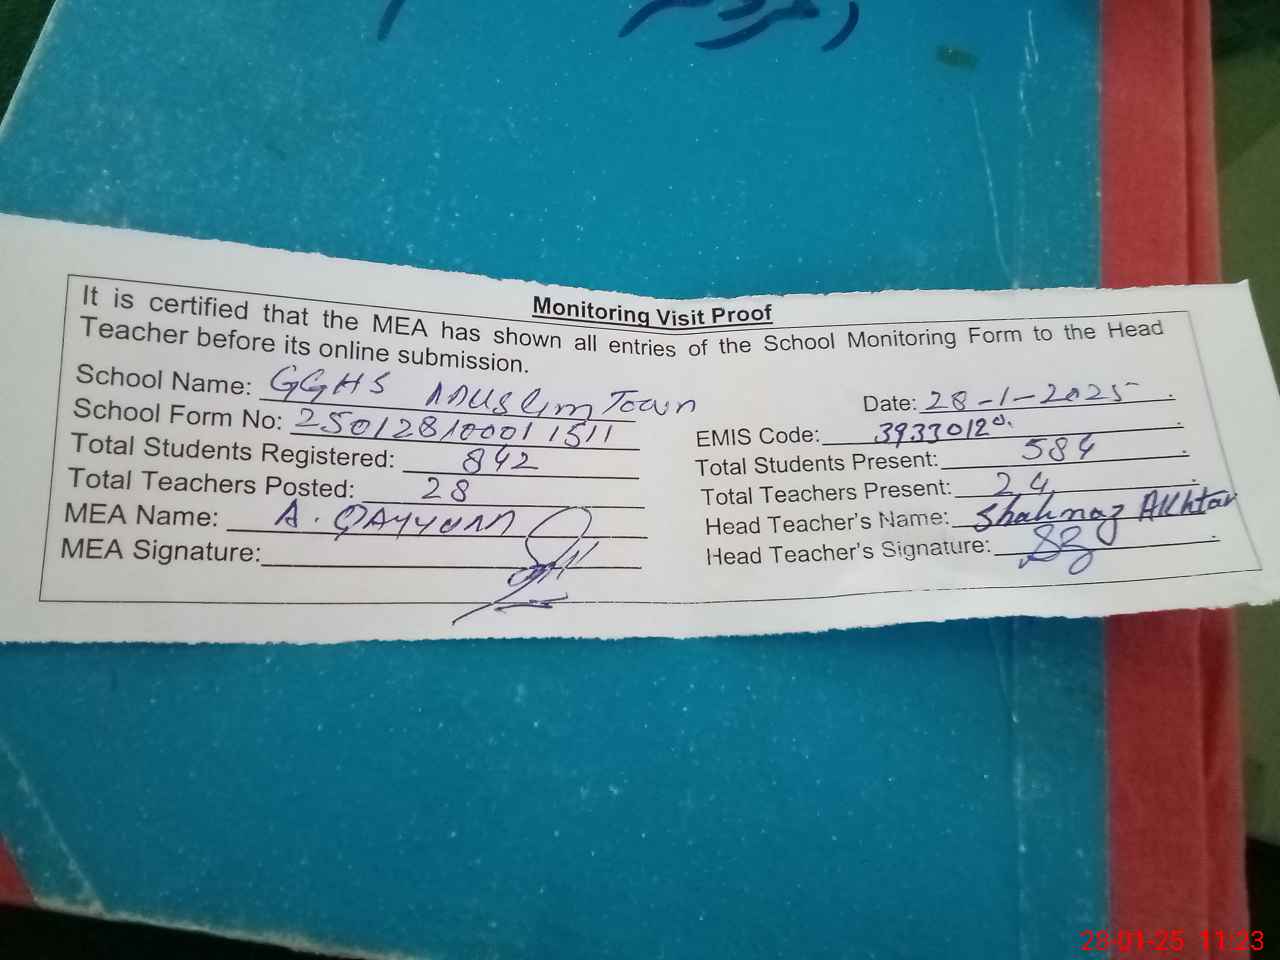 Monitoring Visit Proof
It is certified that the MEA has shown all entries of the School Monitoring Form to the Head
Teacher before its online submission.
School Name: GGHS Muslim Town Date: 28-1-2025
School Form No: 250128100011511 EMIS Code: 39330120
Total Students Registered: 842 Total Students Present: 584
Total Teachers Posted: 28 Total Teachers Present: 24
MEA Name: A. QAYYUM Head Teacher's Name: Shahnaz Akhtar
MEA Signature: Head Teacher's Signature:
28-01-25 11:23